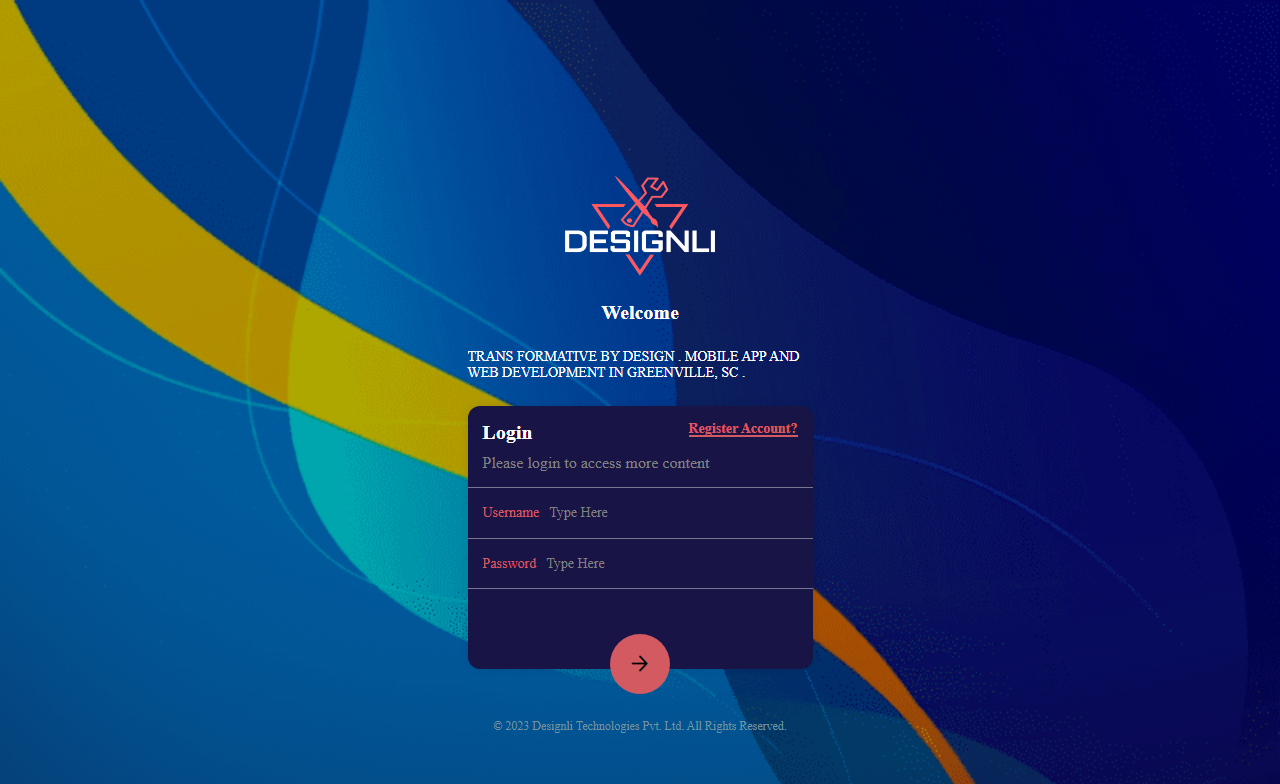 DESIGNLI
Welcome
TRANS FORMATIVE BY DESIGN . MOBILE APP AND
WEB DEVELOPMENT IN GREENVILLE, SC .
Login
Register Account?
Please login to access more content
Username Type Here
Password Type Here
© 2023 Designli Technologies Pvt. Ltd. All Rights Reserved.